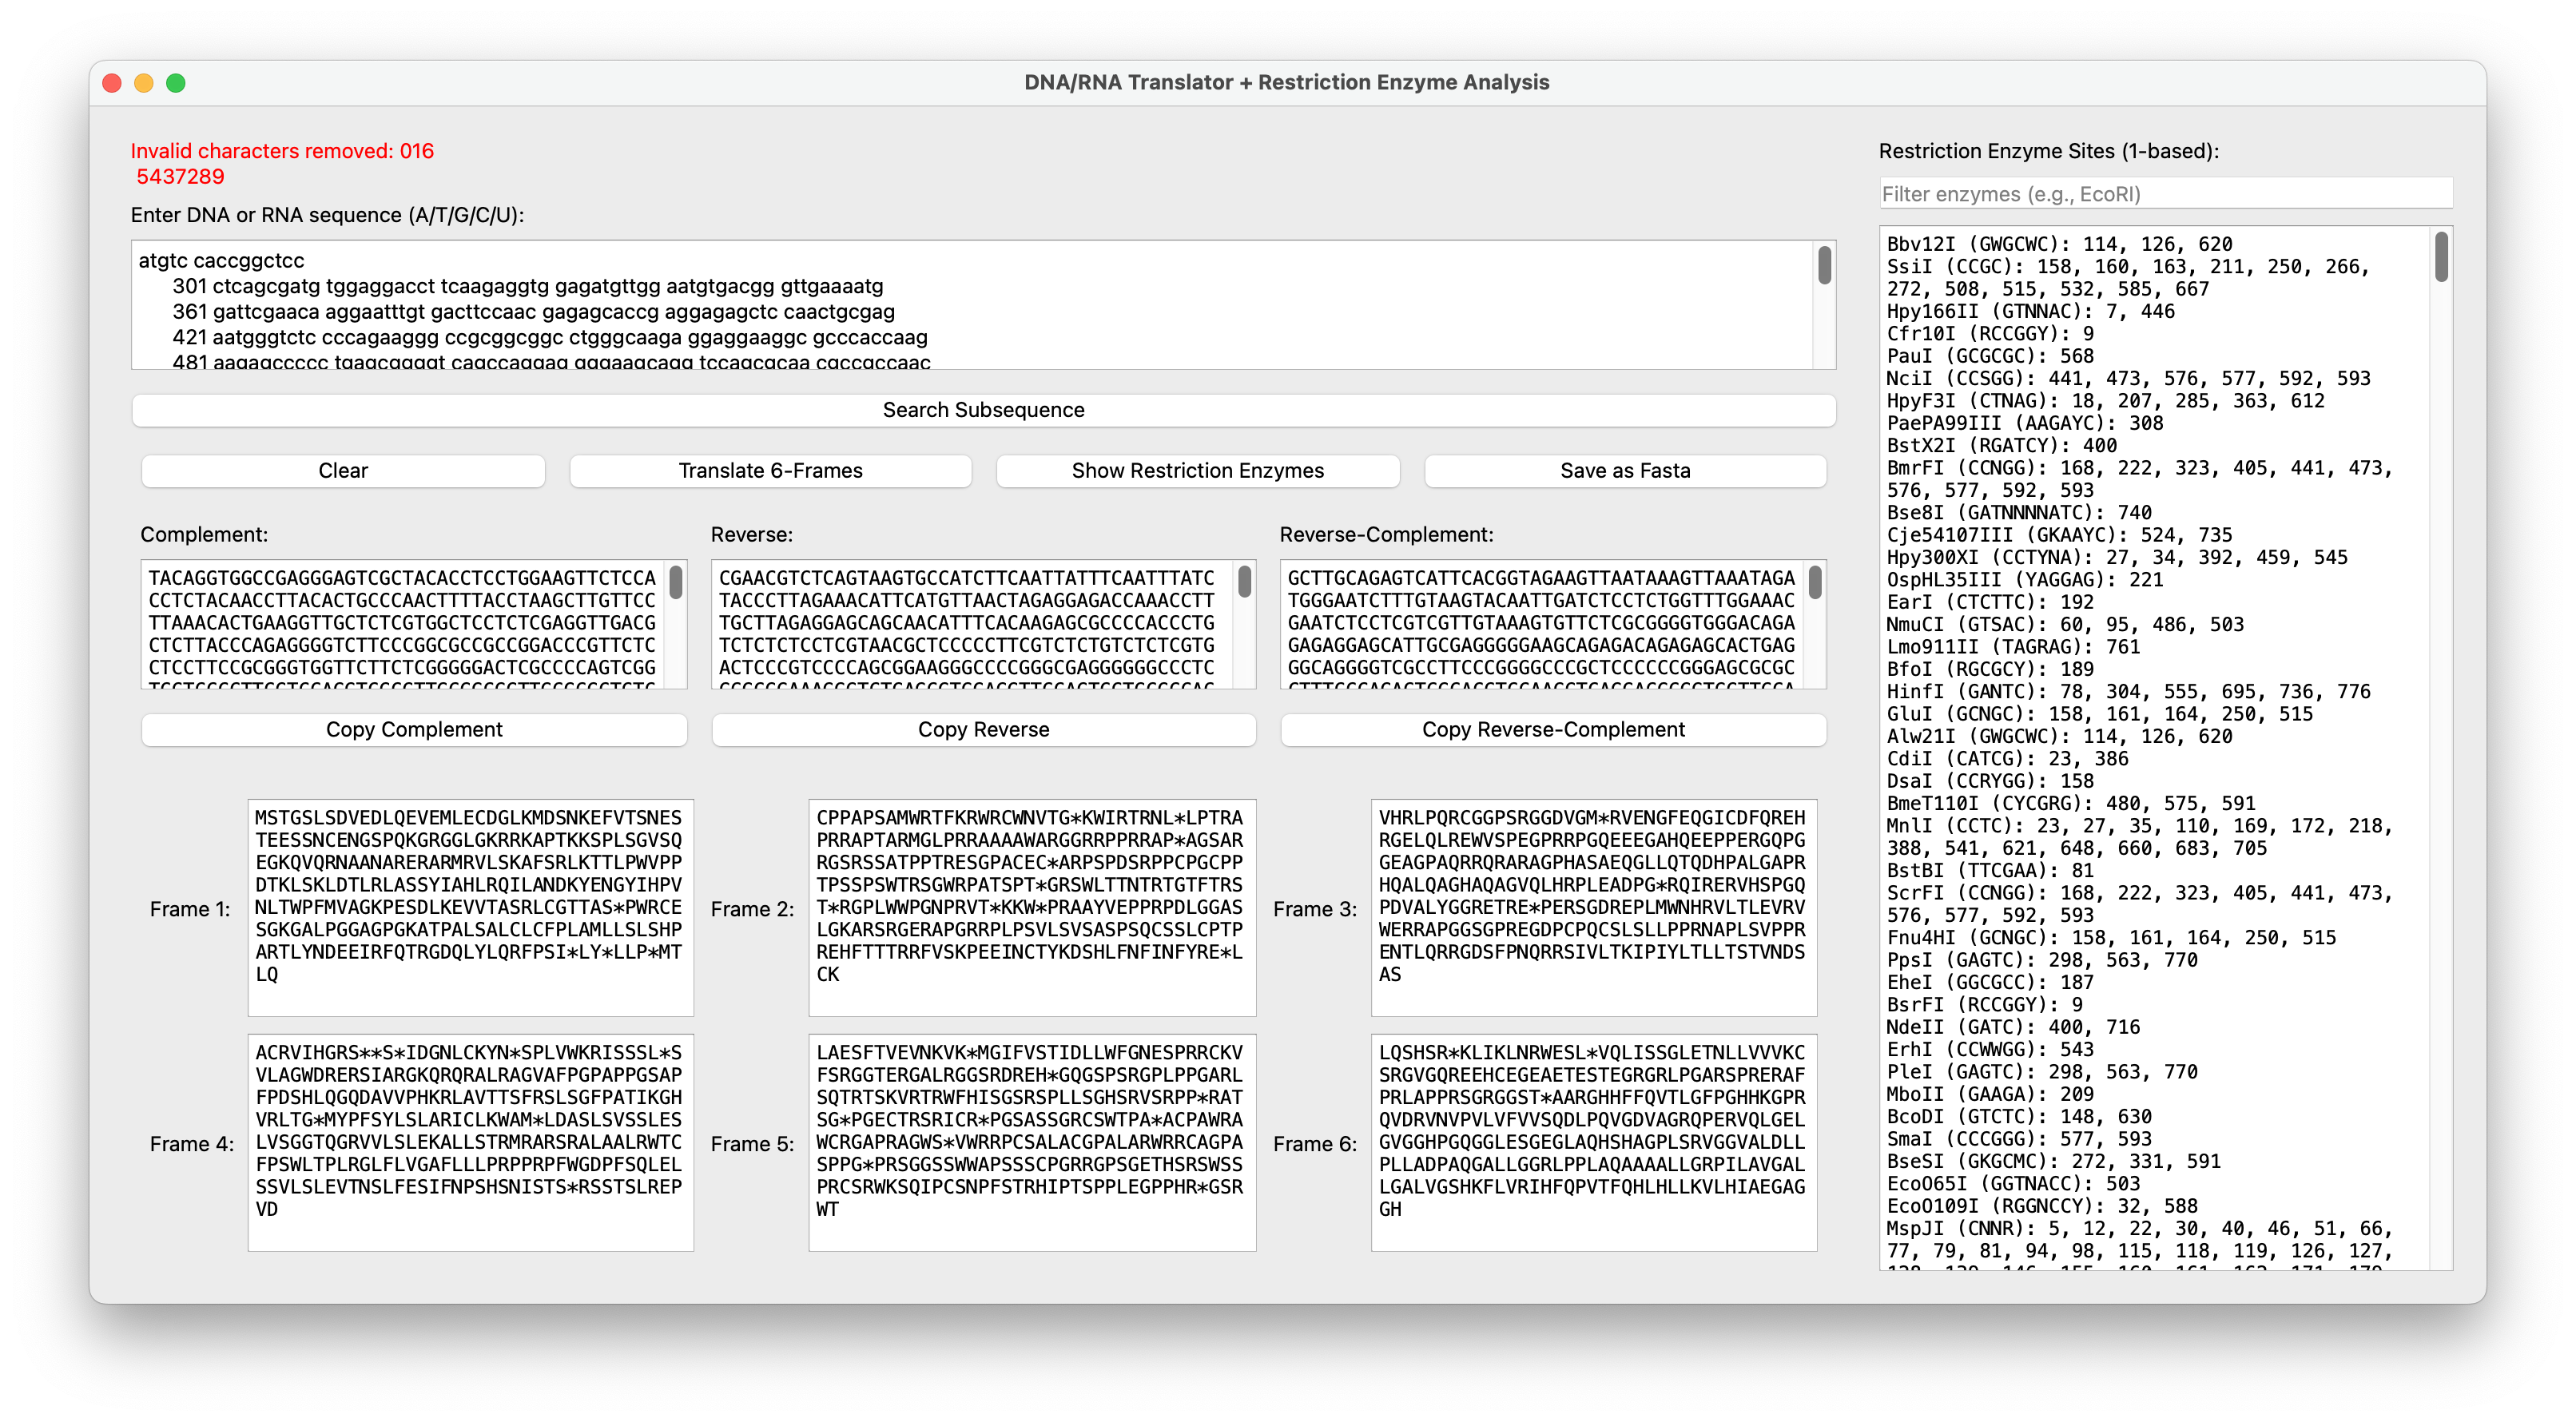 DNA/RNA Translator + Restriction Enzyme Analysis
Invalid characters removed: 016
5437289
Enter DNA or RNA sequence (A/T/G/C/U):
atgtc caccggctcc
301 ctcagcgatg tggaggacct tcaagaggtg gagatgttgg aatgtgacgg gttgaaaatg
361 gattcgaaca aggaatttgt gacttccaac gagagcaccg aggagagctc caactgcgag
421 aatgggtctc cccagaaggg ccgcggcggc ctgggcaaga ggaggaaggc gcccaccaag
481 aagagccccc tgagcggggt cagccaggag gggaagcagg tccagcgcaa cgccgccaac
Search Subsequence
Clear
Translate 6-Frames
Show Restriction Enzymes
Save as Fasta
Complement:
TACAGGTGGCCGAGGGAGTCGCTACACCTCCTGGAAGTTCTCCA
CCTCTACAACCTTACACTGCCCAACTTTTACCTAAGCTTGTTCC
TTAAACACTGAAGGTTGCTCTCGTGGCTCCTCTCGAGGTTGACG
CTCTTACCCAGAGGGGTCTTCCCGGCGCCGCCGGACCCGTTCTC
CTCCTTCCGCGGGTGGTTCTTCTCGGGGGACTCGCCCCAGTCGG
Copy Complement
Reverse:
CGAACGTCTCAGTAAGTGCCATCTTCAATTATTTCAATTTATC
TACCCTTAGAAACATTCATGTTAACTAGAGGAGACCAAACCTT
TGCTTAGAGGAGCAGCAACATTTCACAAGAGCGCCCCACCCTG
TCTCTCTCCTCGTAACGCTCCCCCTTCGTCTCTGTCTCTCGTG
ACTCCCGTCCCCAGCGGAAGGGCCCCGGGCGAGGGGGGCCCTC
Copy Reverse
Reverse-Complement:
GCTTGCAGAGTCATTCACGGTAGAAGTTAATAAAGTTAAATAGA
TGGGAATCTTTGTAAGTACAATTGATCTCCTCTGGTTTGGAAAC
GAATCTCCTCGTCGTTGTAAAGTGTTCTCGCGGGGTGGGACAGA
GAGAGGAGCATTGCGAGGGGGAAGCAGAGACAGAGAGCACTGAG
GGCAGGGGTCGCCTTCCCGGGGCCCGCTCCCCCCGGGAGCGCGC
Copy Reverse-Complement
Frame 1:
MSTGSLSDVEDLQEVEMLECDGLKMDSNKEFVTSNES
TEESSNCENGSPQKGRGGLGKRRKAPTKKSPLSGVSQ
EGKQVQRNAANARERARMRVLSKAFSRLKTTLPWVPP
DTKLSKLDTLRLASSYIAHLRQILANDKYENGYIHPV
NLTWPFMVAGKPESDLKEVVTASRLCGTTAS*PWRCE
SGKGALPGGAGPGKATPALSALCLCFPLAMLLSLSHP
ARTLYNDEEIRFQTRGDQLYLQRFPSI*LY*LLP*MT
LQ
Frame 2:
CPPAPSAMWRTFKRWRCWNVTG*KWIRTRNL*LPTRA
PRRAPTARMGLPRRAAAAWARGGRRPPRRAP*AGSAR
RGSRSSATPPTRESGPACEC*ARPSPDSRPPCPGCPP
TPSSPSWTRSGWRPATSPT*GRSWLTTNTRTGTFTRS
T*RGPLWWPGNPRVT*KKW*PRAAYVEPPRPDLGGAS
LGKARSRGERAPGRRPLPSVLSVSASPSQCSSLCPTP
REHFTTTRRFVSKPEEINCTYKDSHLFNFINFYRE*L
CK
Frame 3:
VHRLPQRCGGPSRGGDVGM*RVENGFEQGICDFQREH
RGELQLREWVSPEGPRRPGQEEEGAHQEEPPERGQPG
GEAGPAQRRQRARAGPHASAEQGLLQTQDHPALGAPR
HQALQAGHAQAGVQLHRPLEADPG*RQIRERVHSPGQ
PDVALYGGRETRE*PERSGDREPLMWNHRVLTLEVRV
WERRAPGGSGPREGDPCPQCSLSLLPPRNAPLSVPPR
ENTLQRRGDSFPNQRRSIVLTKIPIYLTLLTSTVNDS
AS
Frame 4:
ACRVIHGRS**S*IDGNLCKYN*SPLVWKRISSSL*S
VLAGWDRERSIARGKQRQRALRAGVAFPGPAPPGSAP
FPDSHLQGQDAVVPHKRLAVTTSFRSLSGFPATIKGH
VRLTG*MYPFSYLSLARICLKWAM*LDASLSVSSLES
LVSGGTQGRVVLSLEKALLSTRMRARSRALAALRWTC
FPSWLTPLRGLFLVGAFLLLPRPPRPFWGDPFSQLEL
SSVLSLEVTNSLFESIFNPSHSNISTS*RSSTSLREP
VD
Frame 5:
LAESFTVEVNKVK*MGIFVSTIDLLWFGNESPRRCKV
FSRGGTERGALRGGSRDREH*GQGSPSRGPLPPGARL
SQTRTSKVRTRWFHISGSRSPLLSGHSRVSRPP*RAT
SG*PGECTRSRICR*PGSASSGRCSWTPA*ACPAWRA
WCRGAPRAGWS*VWRRPCSALACGPALARWRRCAGPA
SPPG*PRSGGSSWWAPSSSCPGRRGPSGETHSRSWSS
PRCSRWKSQIPCSNPFSTRHIPTSPPLEGPPHR*GSR
WT
Frame 6:
LQSHSR*KLIKLNRWESL*VQLISSGLETNLLVVVKC
SRGVGQREEHCEGEAETESTEGRGRLPGARSPRERAF
PRLAPPRSGRGGST*AARGHHFFQVTLGFPGHHKGPR
QVDRVNVPVLVFVVSQDLPQVGDVAGRQPERVQLGEL
GVGGHPGQGGLESGEGLAQHSHAGPLSRVGGVALDLL
PLLADPAQGALLGGRLPPLAQAAAALLGRPILAVGAL
LGALVGSHKFLVRIHFQPVTFQHLHLLKVLHIAEGAG
GH
Restriction Enzyme Sites (1-based):
Filter enzymes (e.g., EcoRI)
Bbv12I (GWGCWC): 114, 126, 620
SsiI (CCGC): 158, 160, 163, 211, 250, 266,
272, 508, 515, 532, 585, 667
Hpy166II (GTNNAC): 7, 446
Cfr10I (RCCGGY): 9
PauI (GCGCGC): 568
NciI (CCSGG): 441, 473, 576, 577, 592, 593
HpyF3I (CTNAG): 18, 207, 285, 363, 612
PaePA99III (AAGAYC): 308
BstX2I (RGATCY): 400
BmrFI (CCNGG): 168, 222, 323, 405, 441, 473,
576, 577, 592, 593
Bse8I (GATNNNNATC): 740
Cje54107III (GKAAYC): 524, 735
Hpy300XI (CCTYNA): 27, 34, 392, 459, 545
OspHL35III (YAGGAG): 221
EarI (CTCTTC): 192
NmuCI (GTSAC): 60, 95, 486, 503
Lmo911II (TAGRAG): 761
BfoI (RGCGCY): 189
HinfI (GANTC): 78, 304, 555, 695, 736, 776
GluI (GCNGC): 158, 161, 164, 250, 515
Alw21I (GWGCWC): 114, 126, 620
CdiI (CATCG): 23, 386
DsaI (CCRYGG): 158
BmeT110I (CYCGRG): 480, 575, 591
MnlI (CCTC): 23, 27, 35, 110, 169, 172, 218,
388, 541, 621, 648, 660, 683, 705
BstBI (TTCGAA): 81
ScrFI (CCNGG): 168, 222, 323, 405, 441, 473,
576, 577, 592, 593
Fnu4HI (GCNGC): 158, 161, 164, 250, 515
PpsI (GAGTC): 298, 563, 770
EheI (GGCGCC): 187
BsrFI (RCCGGY): 9
NdeII (GATC): 400, 716
ErhI (CCWWGG): 543
PleI (GAGTC): 298, 563, 770
MboII (GAAGA): 209
BcoDI (GTCTC): 148, 630
SmaI (CCCGGG): 577, 593
BseSI (GKGCMC): 272, 331, 591
EcoO65I (GGTNACC): 503
EcoO109I (RGGNCCY): 32, 588
MspJI (CNNR): 5, 12, 22, 30, 40, 46, 51, 66,
77, 79, 81, 94, 98, 115, 118, 119, 126, 127,